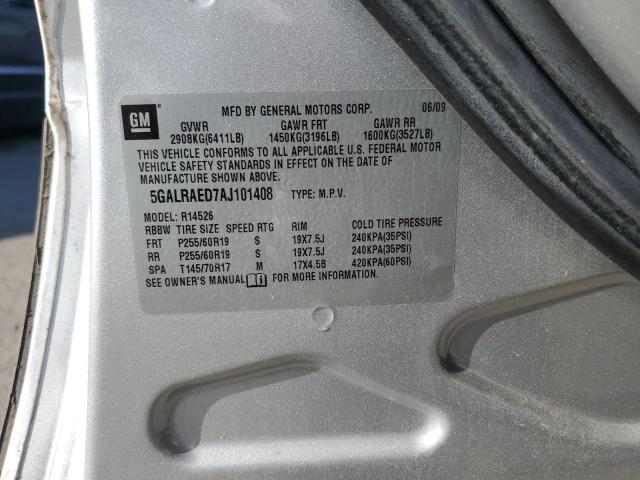 GM
MFD BY GENERAL MOTORS CORP. 06/09
GVWR GAWR FRT GAWR RR
2908KG(6411LB) 1450KG(3196LB) 1600KG(3527LB)
THIS VEHICLE CONFORMS TO ALL APPLICABLE U.S. FEDERAL MOTOR
VEHICLE SAFETY STANDARDS IN EFFECT ON THE DATE OF
MANUFACTURE SHOWN ABOVE.
5GALRAED7AJ101408 TYPE: M.P.V.
MODEL: R14526
RBBW TIRE SIZE SPEED RTG RIM COLD TIRE PRESSURE
FRT P255/60R19 S 19X7.5J 240KPA(35PSI)
RR P255/60R19 S 19X7.5J 240KPA(35PSI)
SPA T145/70R17 M 17X4.5B 420KPA(60PSI)
SEE OWNER'S MANUAL FOR MORE INFORMATION.